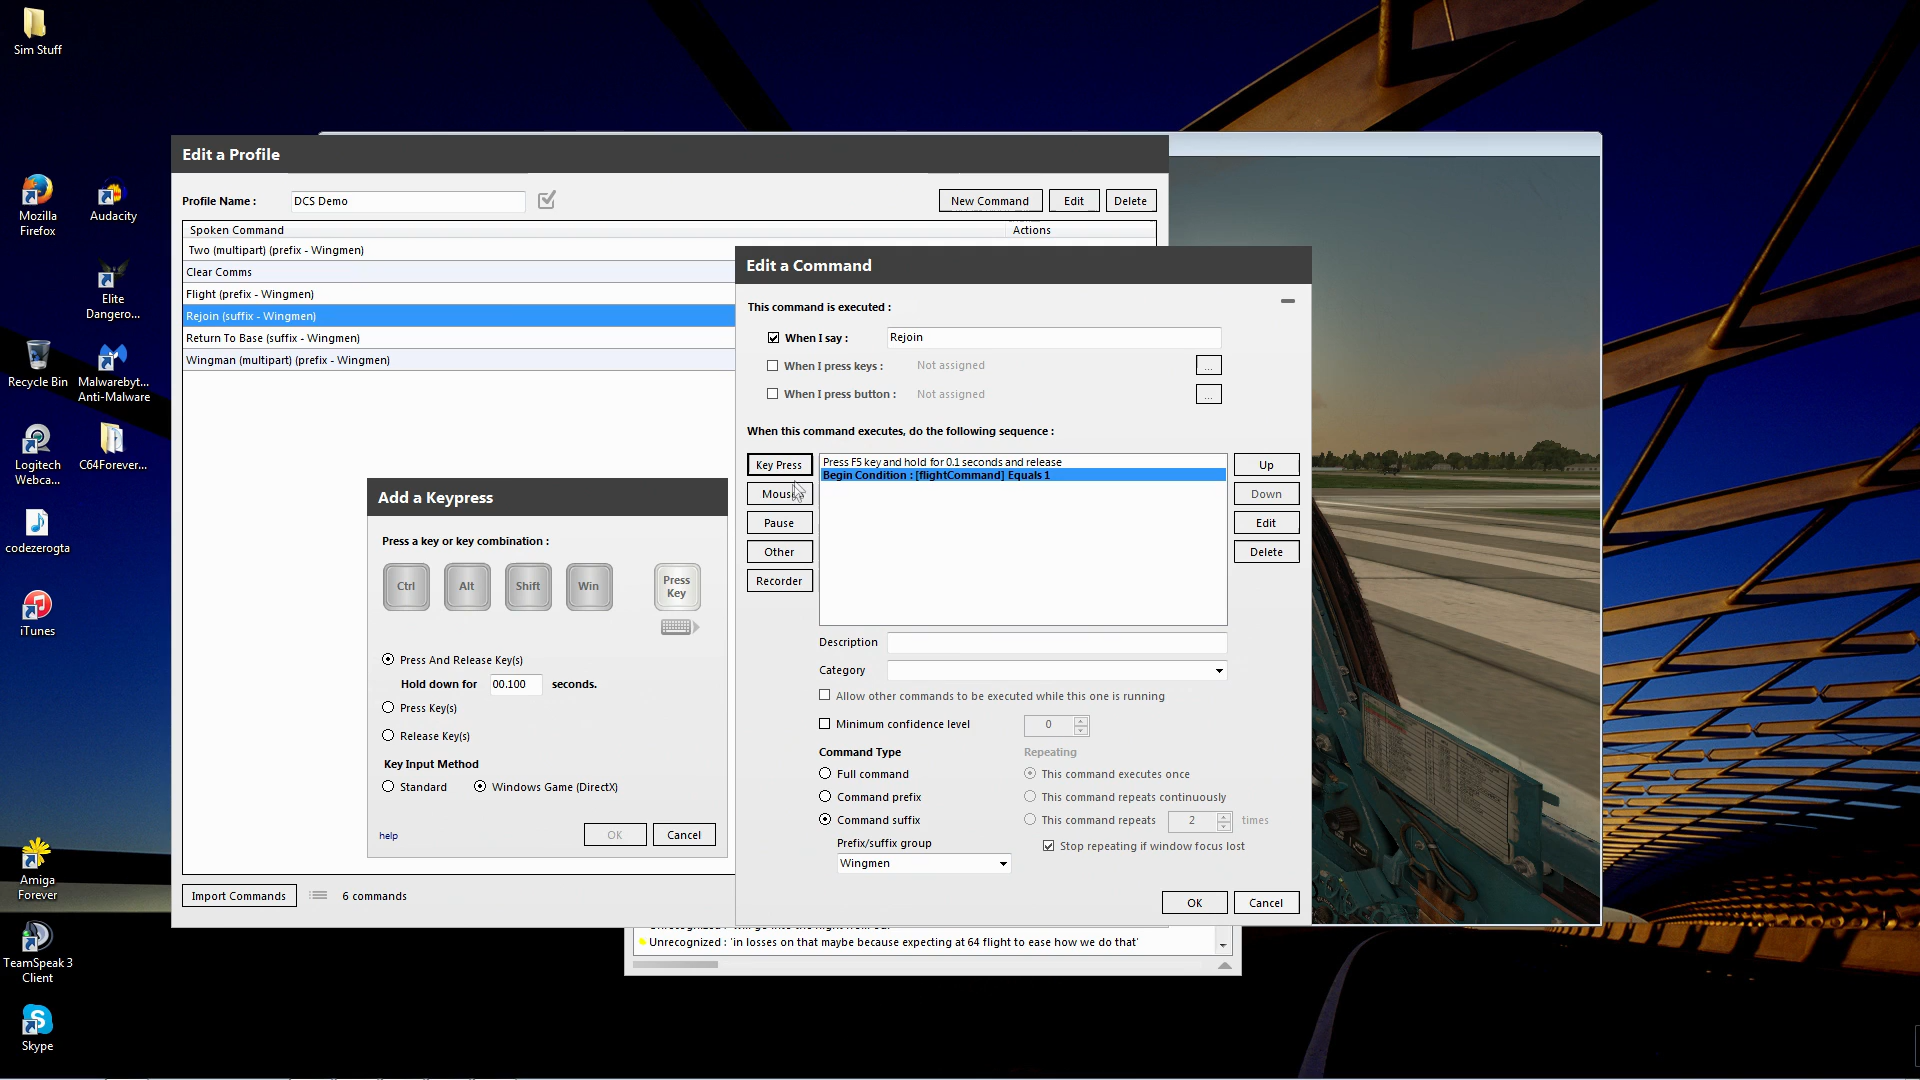 Sim Stuff
Mozilla
Firefox
Audacity
Elite
Dangero...
Recycle Bin
Malwarebyt...
Anti-Malware
Logitech
Webca...
C64Forever...
codezerogta
iTunes
Amiga
Forever
TeamSpeak 3
Client
Skype
Edit a Profile
Profile Name :
DCS Demo
New Command
Edit
Delete
Spoken Command
Actions
Two (multipart) (prefix - Wingmen)
Clear Comms
Flight (prefix - Wingmen)
Rejoin (suffix - Wingmen)
Return To Base (suffix - Wingmen)
Wingman (multipart) (prefix - Wingmen)
Import Commands
6 commands
Add a Keypress
Press a key or key combination :
Ctrl
Alt
Shift
Win
Press
Key
Press And Release Key(s)
Hold down for 00.100 seconds.
Press Key(s)
Release Key(s)
Key Input Method
Standard
Windows Game (DirectX)
help
OK
Cancel
Edit a Command
This command is executed :
When I say : Rejoin
When I press keys : Not assigned ...
When I press button : Not assigned ...
When this command executes, do the following sequence :
Key Press
Mouse
Pause
Other
Recorder
Press F5 key and hold for 0.1 seconds and release
Begin Condition : [flightCommand] Equals 1
Up
Down
Edit
Delete
Description
Category
Allow other commands to be executed while this one is running
Minimum confidence level 0
Command Type
Full command
Command prefix
Command suffix
Prefix/suffix group
Wingmen
Repeating
This command executes once
This command repeats continuously
This command repeats 2 times
Stop repeating if window focus lost
OK
Cancel
Unrecognized : 'in losses on that maybe because expecting at 64 flight to ease how we do that'